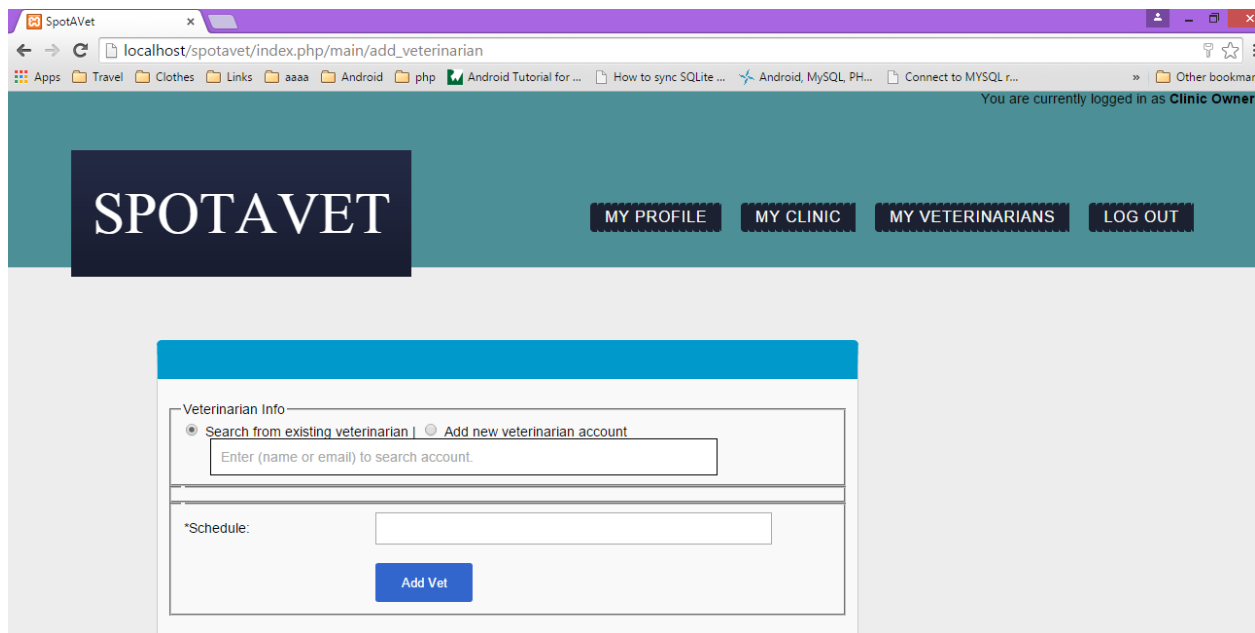 SpotAVet
localhost/spotavet/index.php/main/add_veterinarian
Apps Travel Clothes Links aaaa Android php Android Tutorial for ... How to sync SQLite ... Android, MySQL, PH... Connect to MYSQL r... » Other bookmar
You are currently logged in as Clinic Owner
SPOTAVET
MY PROFILE MY CLINIC MY VETERINARIANS LOG OUT
Veterinarian Info
Search from existing veterinarian | Add new veterinarian account
Enter (name or email) to search account.
*Schedule:
Add Vet